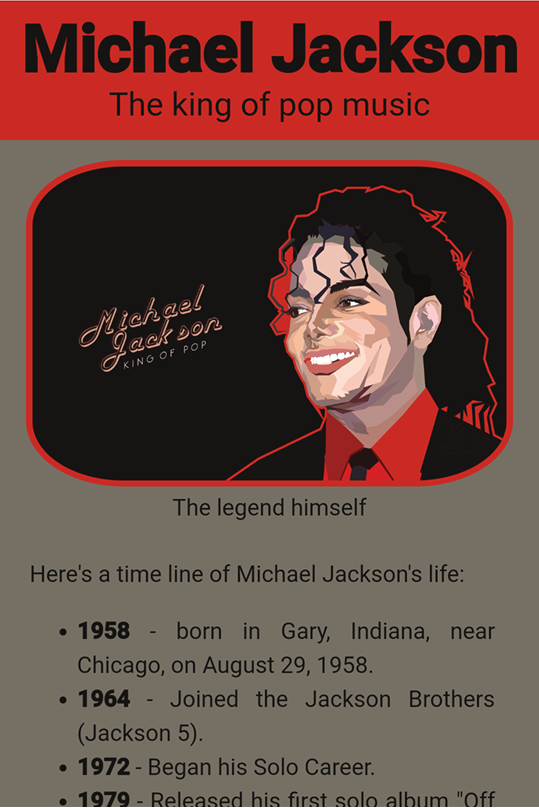 Michael Jackson
The king of pop music
Michael
Jackson
KING OF POP
The legend himself
Here's a time line of Michael Jackson's life:
• 1958 - born in Gary, Indiana, near
Chicago, on August 29, 1958.
• 1964 - Joined the Jackson Brothers
(Jackson 5).
• 1972 - Began his Solo Career.
• 1979 - Released his first solo album "Off